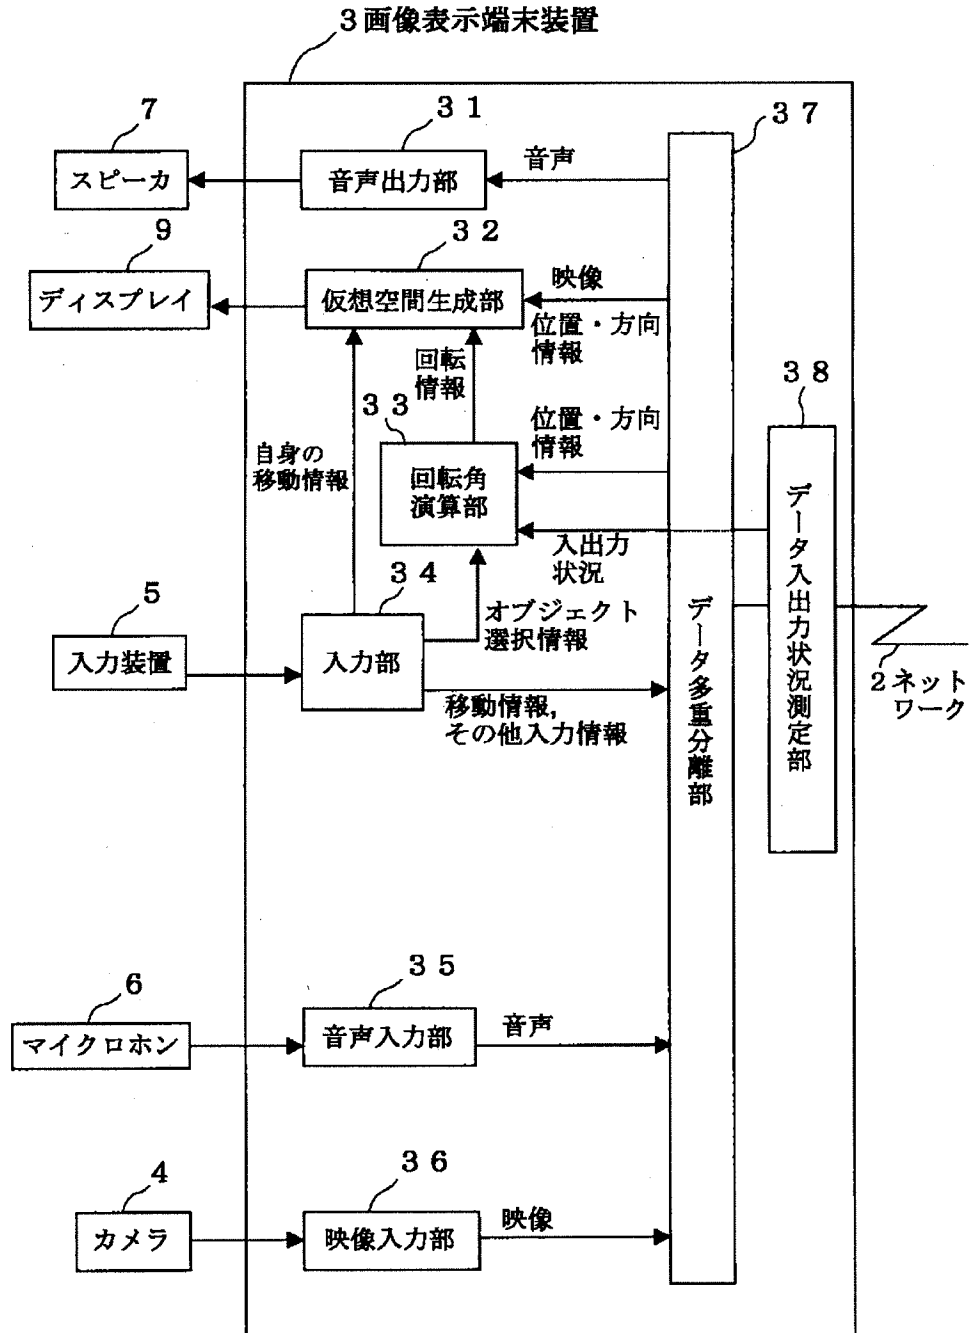 3画像表示端末装置
7
31
37
スピーカ
音声出力部
音声
9
32
ディスプレイ
仮想空間生成部
映像
位置・方向
情報
回転
情報
38
33
位置・方向
情報
自身の
移動情報
回転角
演算部
入出力
状況
34
5
オブジェクト
選択情報
入力装置
入力部
移動情報,
その他入力情報
データ多重分離部
データ入出力状況測定部
2ネット
ワーク
6
35
マイクロホン
音声入力部
音声
4
36
カメラ
映像入力部
映像